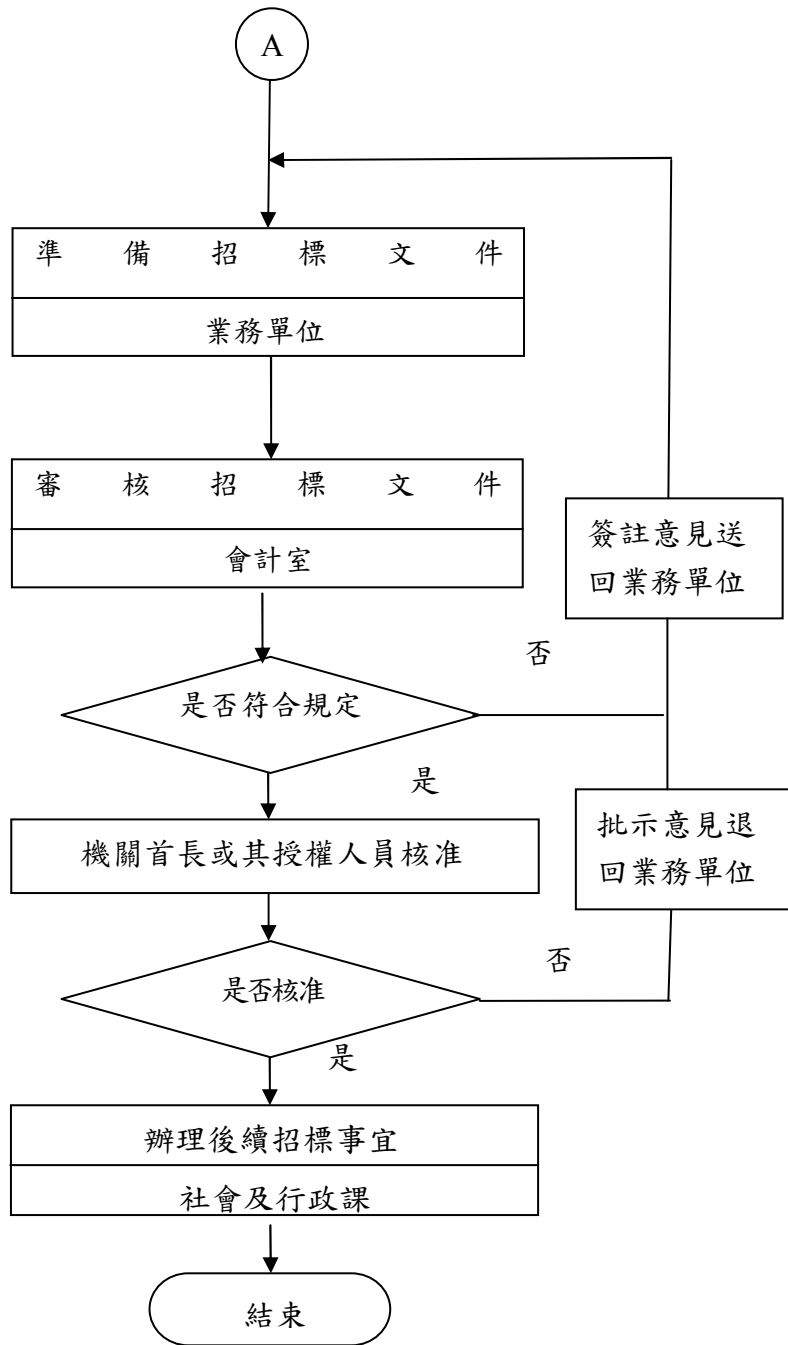 A
準備招標文件
業務單位
審核招標文件
會計室
簽註意見送
回業務單位
否
是否符合規定
是
機關首長或其授權人員核准
批示意見退
回業務單位
否
是否核准
是
辦理後續招標事宜
社會及行政課
結束